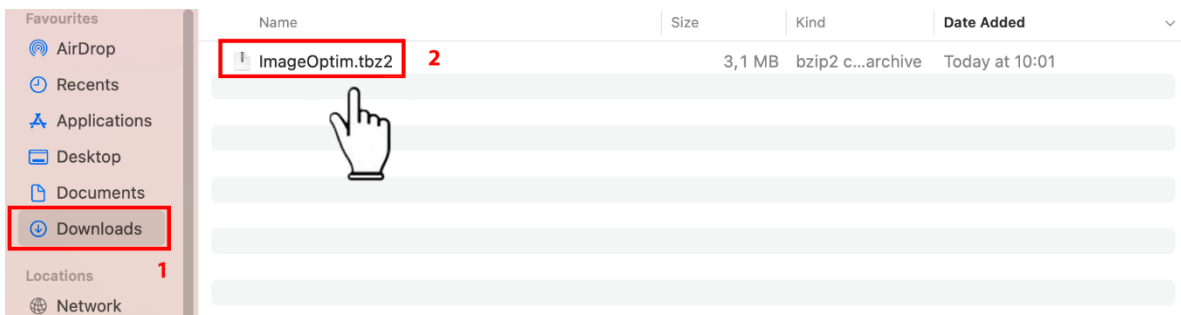 Favourites
AirDrop
Recents
Applications
Desktop
Documents
Downloads
1
Locations
Network
Name Size Kind Date Added
ImageOptim.tbz2 2 3,1 MB bzip2 c...archive Today at 10:01